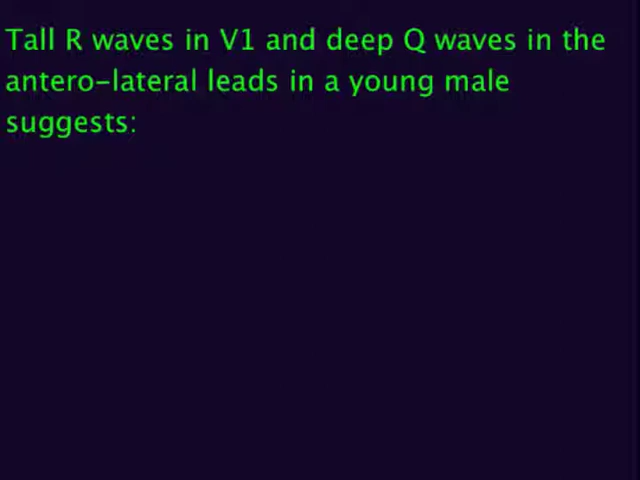 Tall R waves in V1 and deep Q waves in the
antero-lateral leads in a young male
suggests: